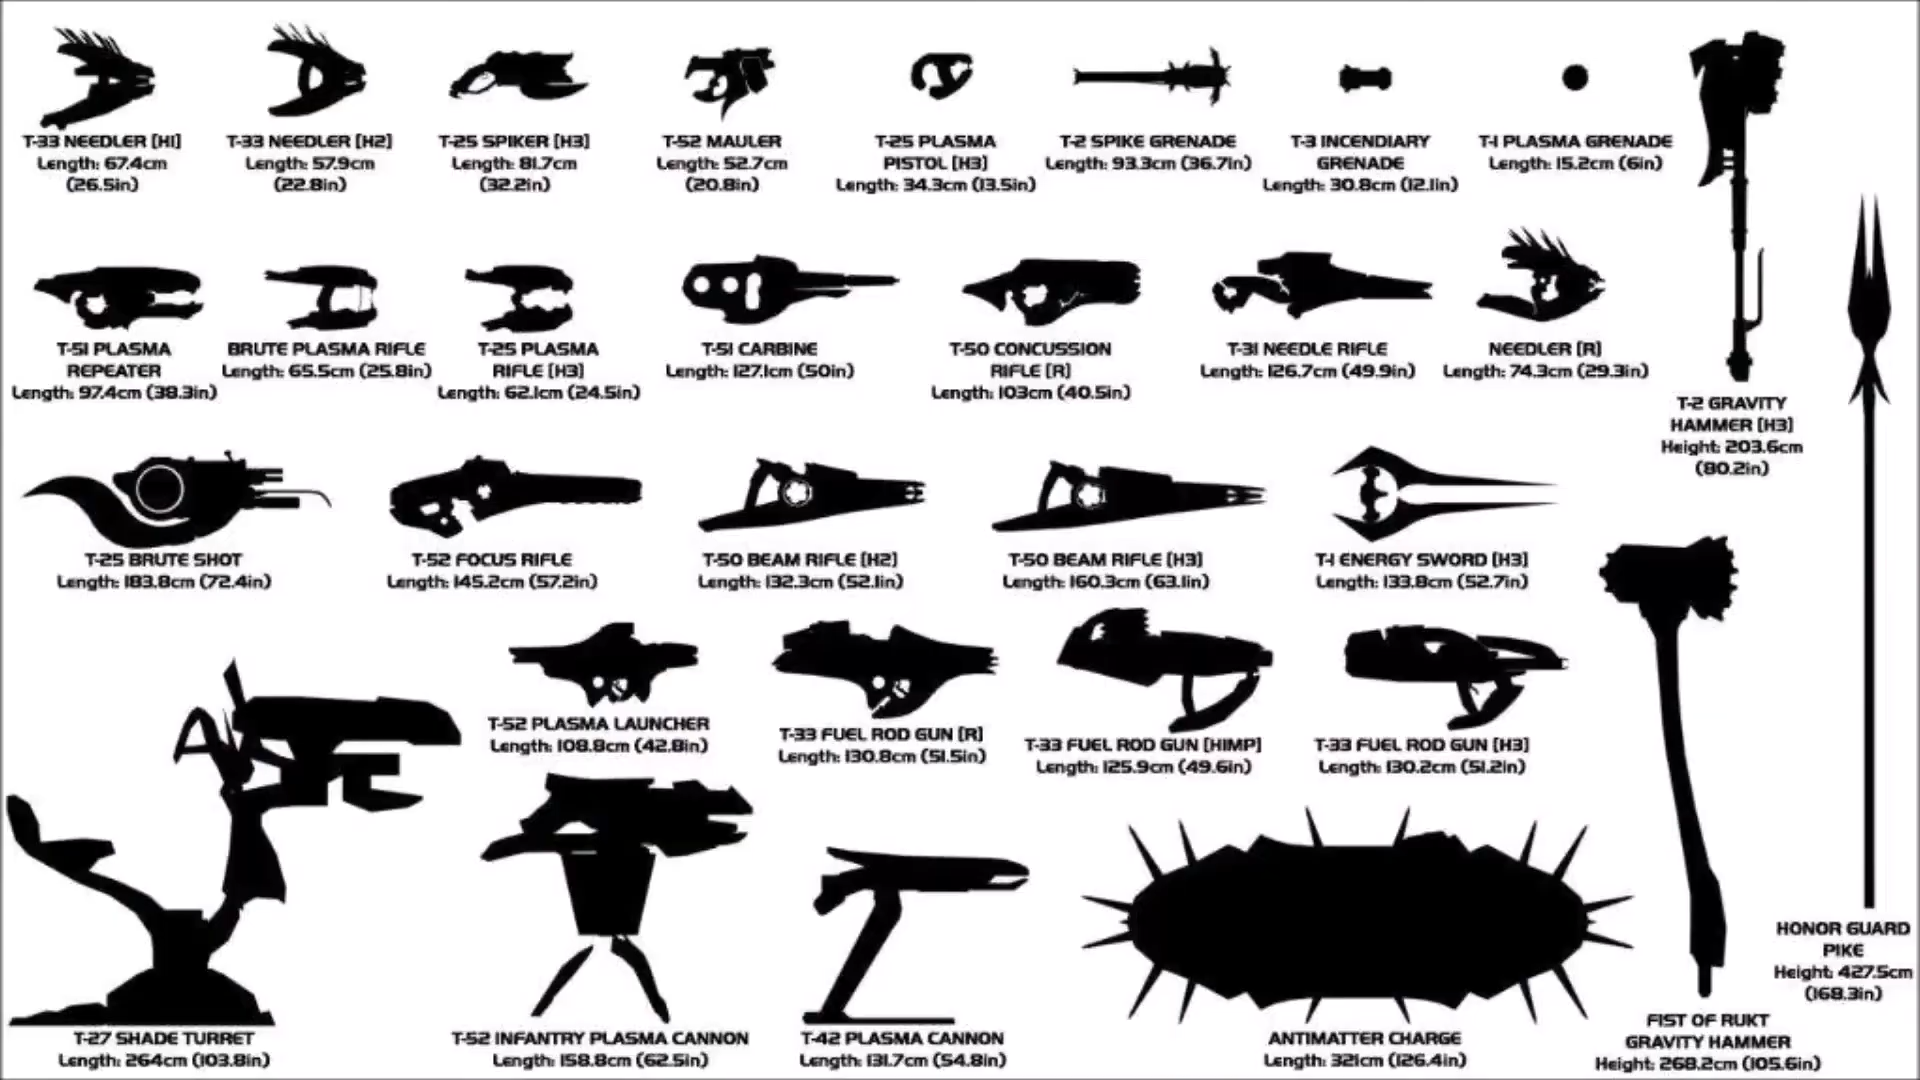 T-33 NEEDLER [H1]
Length: 67.4cm
(26.5in)
T-33 NEEDLER [H2]
Length: 57.9cm
(22.8in)
T-25 SPIKER [H3]
Length: 81.7cm
(32.2in)
T-52 MAULER
Length: 52.7cm
(20.8in)
T-25 PLASMA
PISTOL [H3]
Length: 34.3cm (13.5in)
T-2 SPIKE GRENADE
Length: 93.3cm (36.7in)
T-3 INCENDIARY
GRENADE
Length: 30.8cm (12.1in)
T-1 PLASMA GRENADE
Length: 15.2cm (6in)
T-51 PLASMA
REPEATER
Length: 97.4cm (38.3in)
BRUTE PLASMA RIFLE
Length: 65.5cm (25.8in)
T-25 PLASMA
RIFLE [H3]
Length: 62.1cm (24.5in)
T-51 CARBINE
Length: 127.1cm (50in)
T-50 CONCUSSION
RIFLE [R]
Length: 103cm (40.5in)
T-31 NEEDLE RIFLE
Length: 126.7cm (49.9in)
NEEDLER [R]
Length: 74.3cm (29.3in)
T-2 GRAVITY
HAMMER [H3]
Height: 203.6cm
(80.2in)
T-25 BRUTE SHOT
Length: 183.8cm (72.4in)
T-52 FOCUS RIFLE
Length: 145.2cm (57.2in)
T-50 BEAM RIFLE [H2]
Length: 132.3cm (52.1in)
T-50 BEAM RIFLE [H3]
Length: 160.3cm (63.1in)
T-1 ENERGY SWORD [H3]
Length: 133.8cm (52.7in)
T-52 PLASMA LAUNCHER
Length: 108.8cm (42.8in)
T-33 FUEL ROD GUN [R]
Length: 130.8cm (51.5in)
T-33 FUEL ROD GUN [H1MP]
Length: 125.9cm (49.6in)
T-33 FUEL ROD GUN [H3]
Length: 130.2cm (51.2in)
T-27 SHADE TURRET
Length: 264cm (103.8in)
T-52 INFANTRY PLASMA CANNON
Length: 158.8cm (62.5in)
T-42 PLASMA CANNON
Length: 131.7cm (54.8in)
ANTIMATTER CHARGE
Length: 321cm (126.4in)
FIST OF RUKT
GRAVITY HAMMER
Height: 268.2cm (105.6in)
HONOR GUARD
PIKE
Height: 427.5cm
(168.3in)